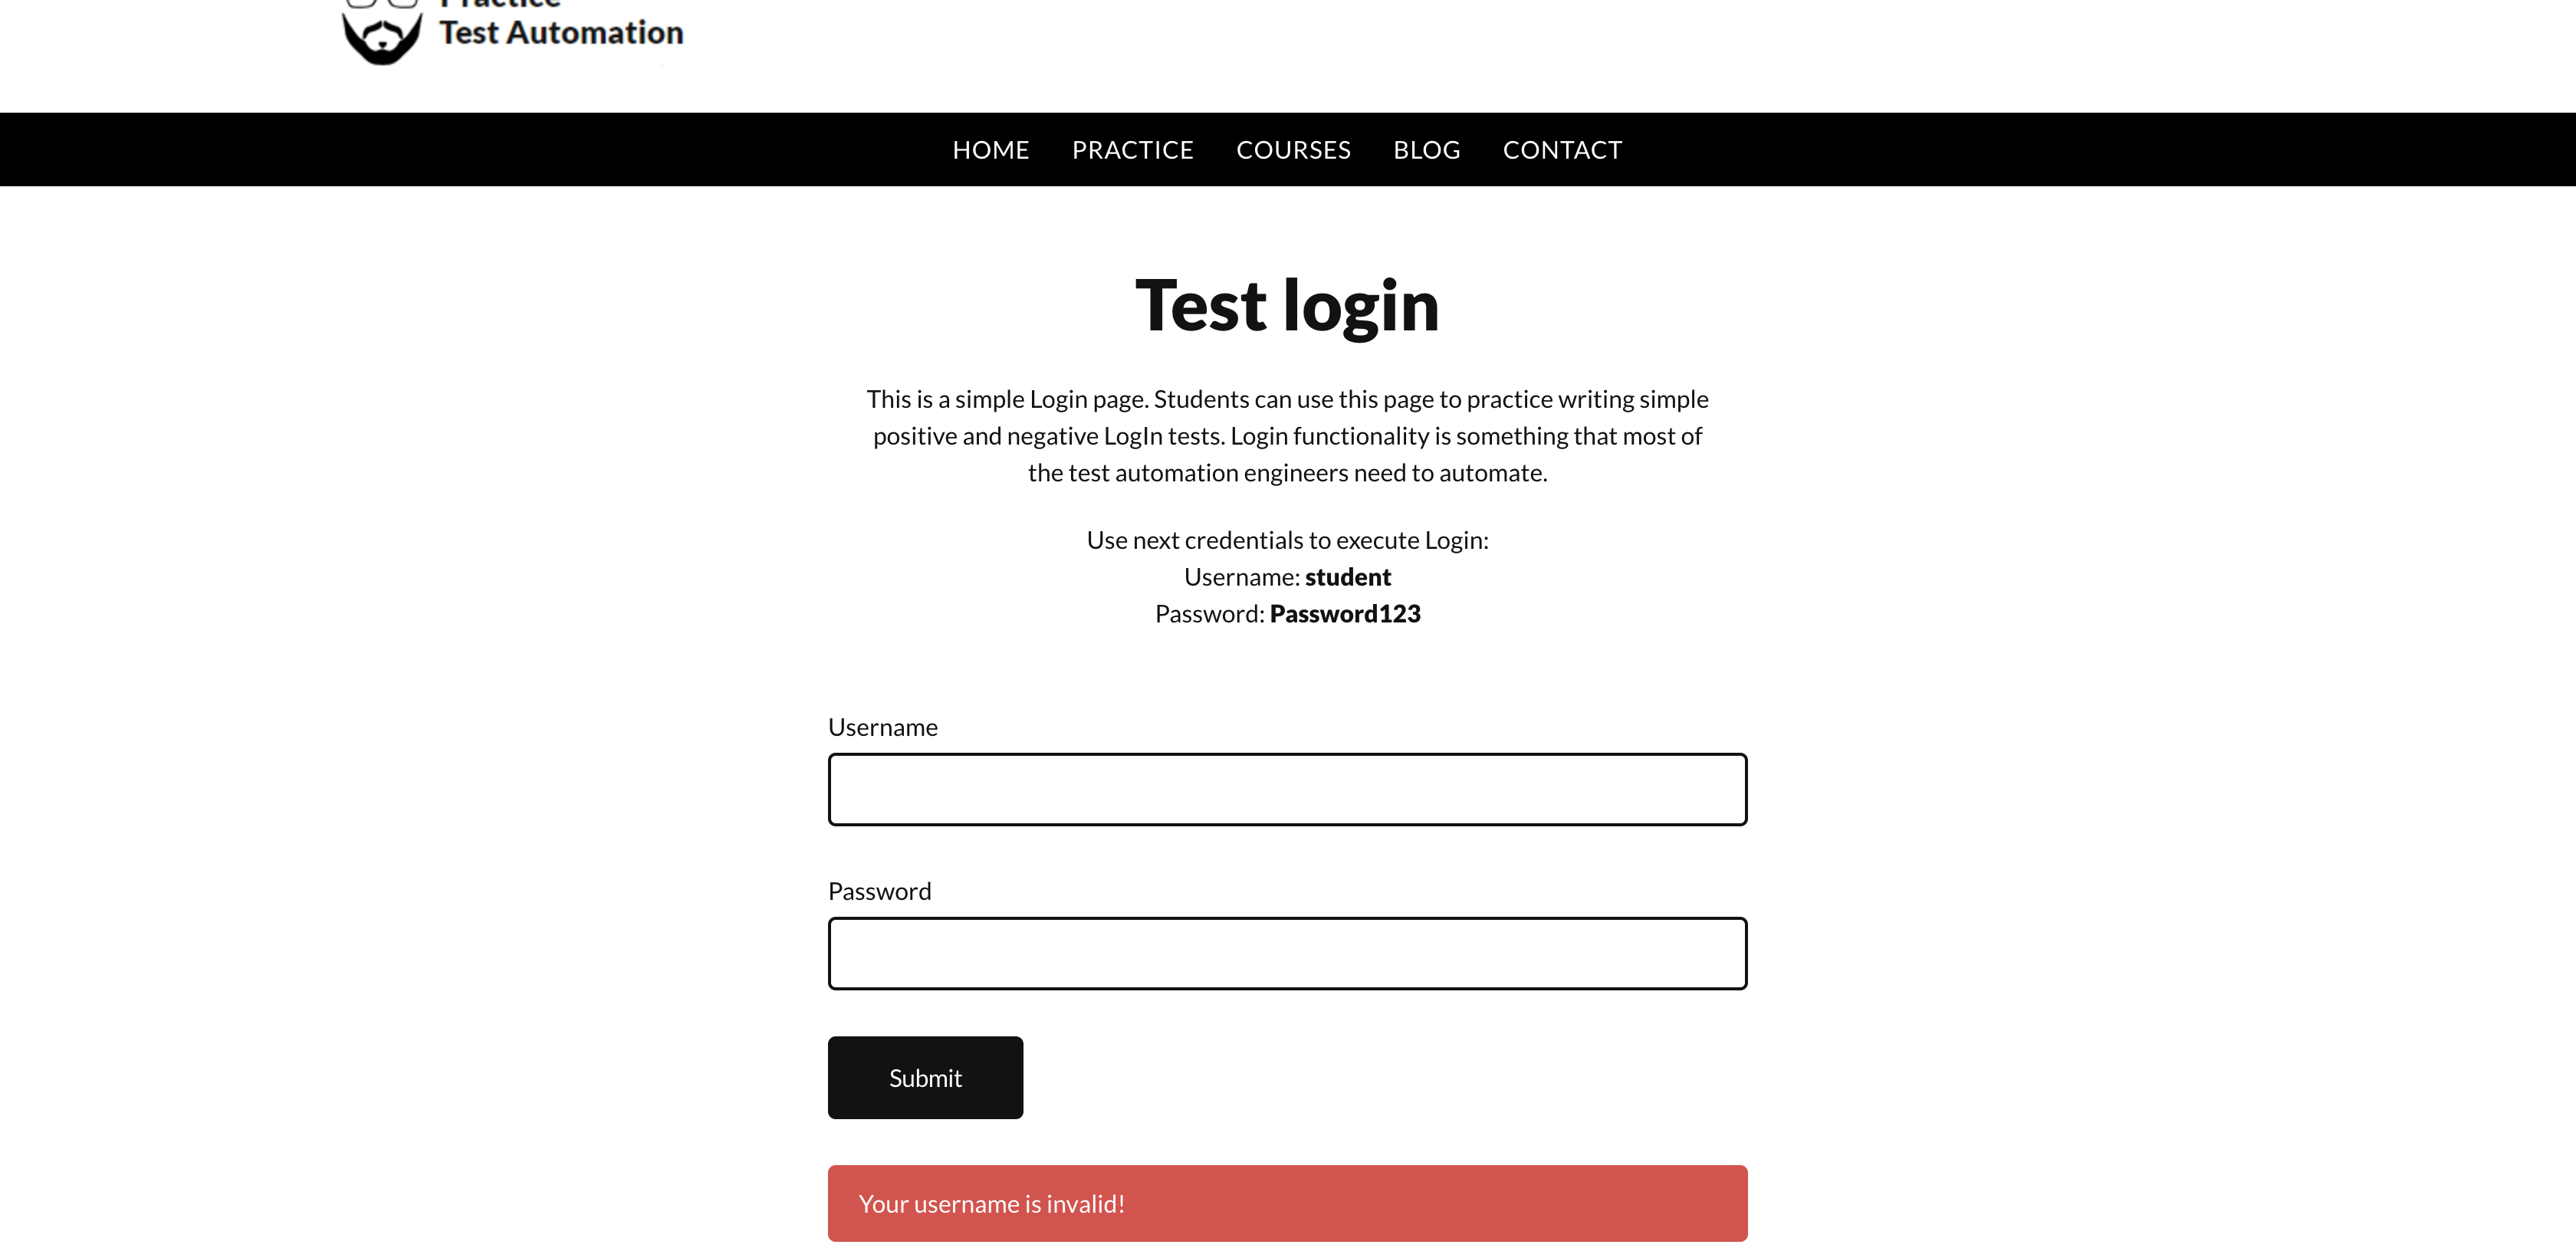 Practice
Test Automation
HOME PRACTICE COURSES BLOG CONTACT
Test login
This is a simple Login page. Students can use this page to practice writing simple
positive and negative LogIn tests. Login functionality is something that most of
the test automation engineers need to automate.
Use next credentials to execute Login:
Username: student
Password: Password123
Username
Password
Submit
Your username is invalid!